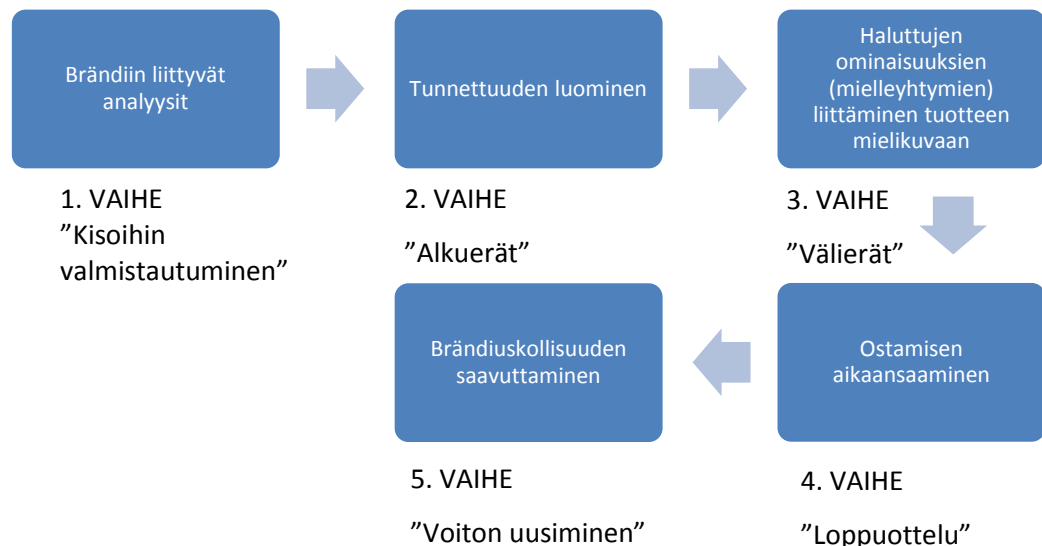 Brändiin liittyvät
analyysit
1. VAIHE
”Kisoihin
valmistautuminen”
Tunnettuuden luominen
2. VAIHE
”Alkuerät”
Haluttujen
ominaisuuksien
(mielleyhtymien)
liittäminen tuotteen
mielikuvaan
3. VAIHE
”Välierät”
Ostamisen
aikaansaaminen
4. VAIHE
”Loppuottelu”
Brändiuskollisuuden
saavuttaminen
5. VAIHE
”Voiton uusiminen”